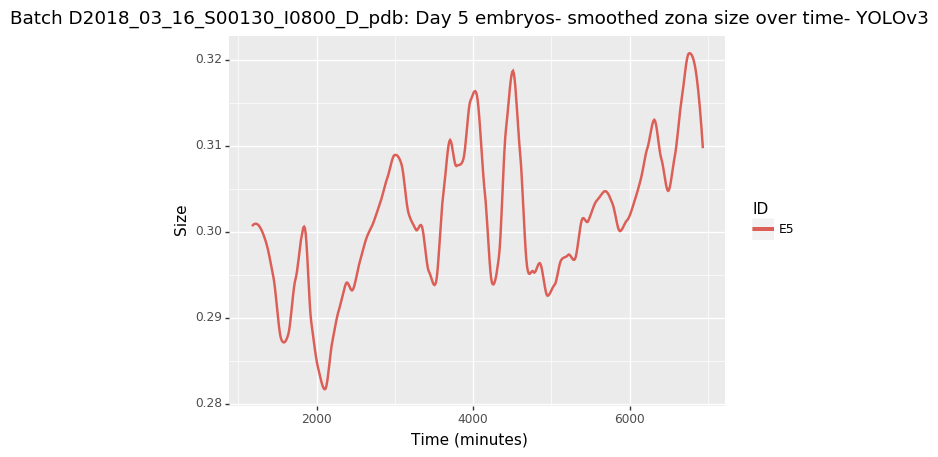 Batch D2018_03_16_S00130_I0800_D_pdb: Day 5 embryos- smoothed zona size over time- YOLOv3
0.32
0.31
0.30
0.29
0.28
Size
2000
4000
6000
Time (minutes)
ID
E5